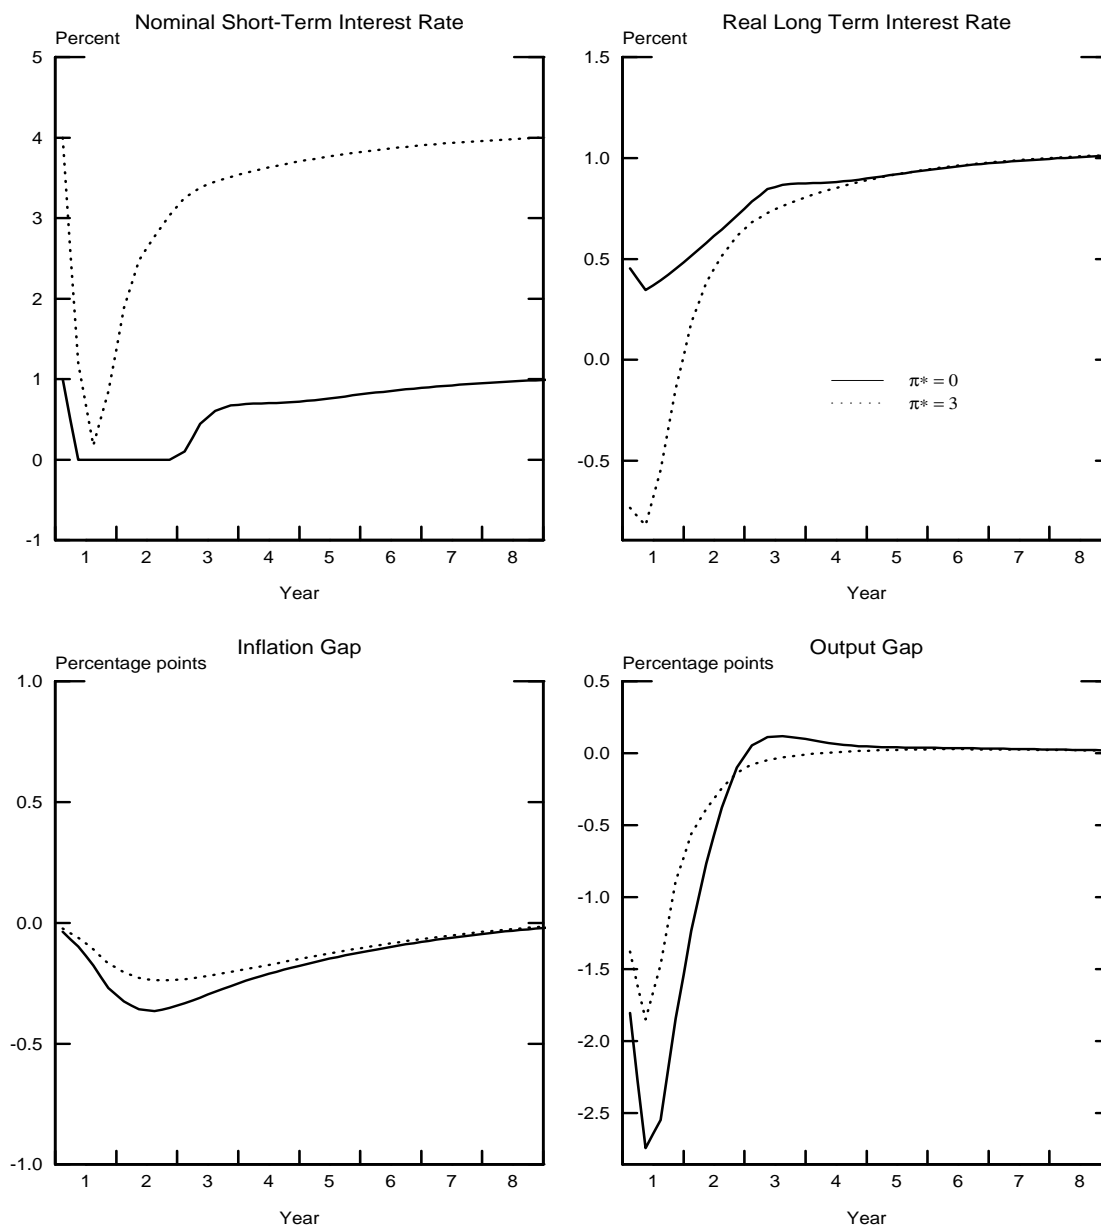 Nominal Short-Term Interest Rate
Percent
5
4
3
2
1
0
-1
1 2 3 4 5 6 7 8
Year
Real Long Term Interest Rate
Percent
1.5
1.0
0.5
0.0
-0.5
π* = 0
π* = 3
1 2 3 4 5 6 7 8
Year
Inflation Gap
Percentage points
1.0
0.5
0.0
-0.5
-1.0
1 2 3 4 5 6 7 8
Year
Output Gap
Percentage points
0.5
0.0
-0.5
-1.0
-1.5
-2.0
-2.5
1 2 3 4 5 6 7 8
Year